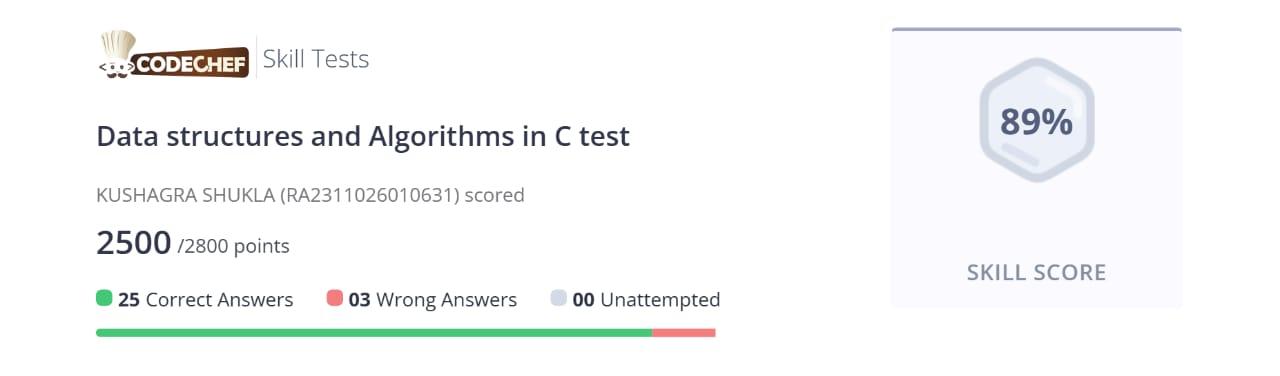 CODECHEF Skill Tests
Data structures and Algorithms in C test
KUSHAGRA SHUKLA (RA2311026010631) scored
2500 /2800 points
25 Correct Answers 03 Wrong Answers 00 Unattempted
89%
SKILL SCORE